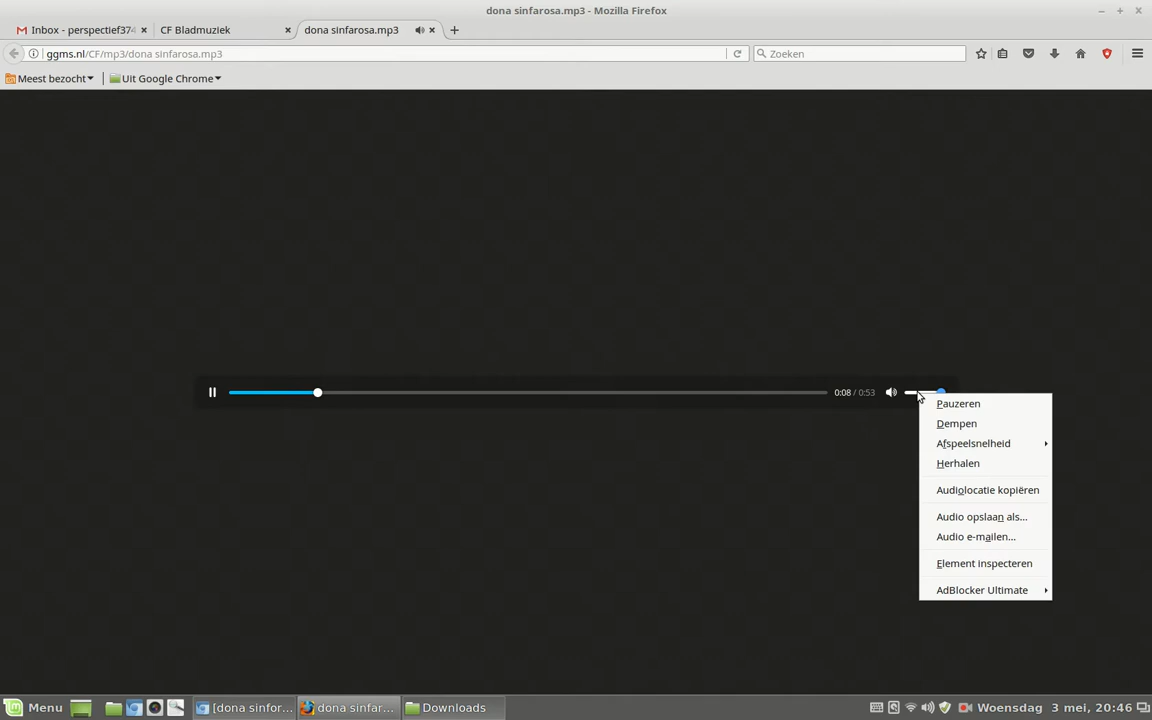 dona sinfarosa.mp3 - Mozilla Firefox
Inbox - perspectief374
CF Bladmuziek
dona sinfarosa.mp3
ggms.nl/CF/mp3/dona sinfarosa.mp3
Zoeken
Meest bezocht
Uit Google Chrome
0:08 / 0:53
Pauzeren
Dempen
Afspeelsnelheid
Herhalen
Audiolocatie kopiëren
Audio opslaan als...
Audio e-mailen...
Element inspecteren
AdBlocker Ultimate
Menu
[dona sinfor...
dona sinfar...
Downloads
Woensdag 3 mei, 20:46